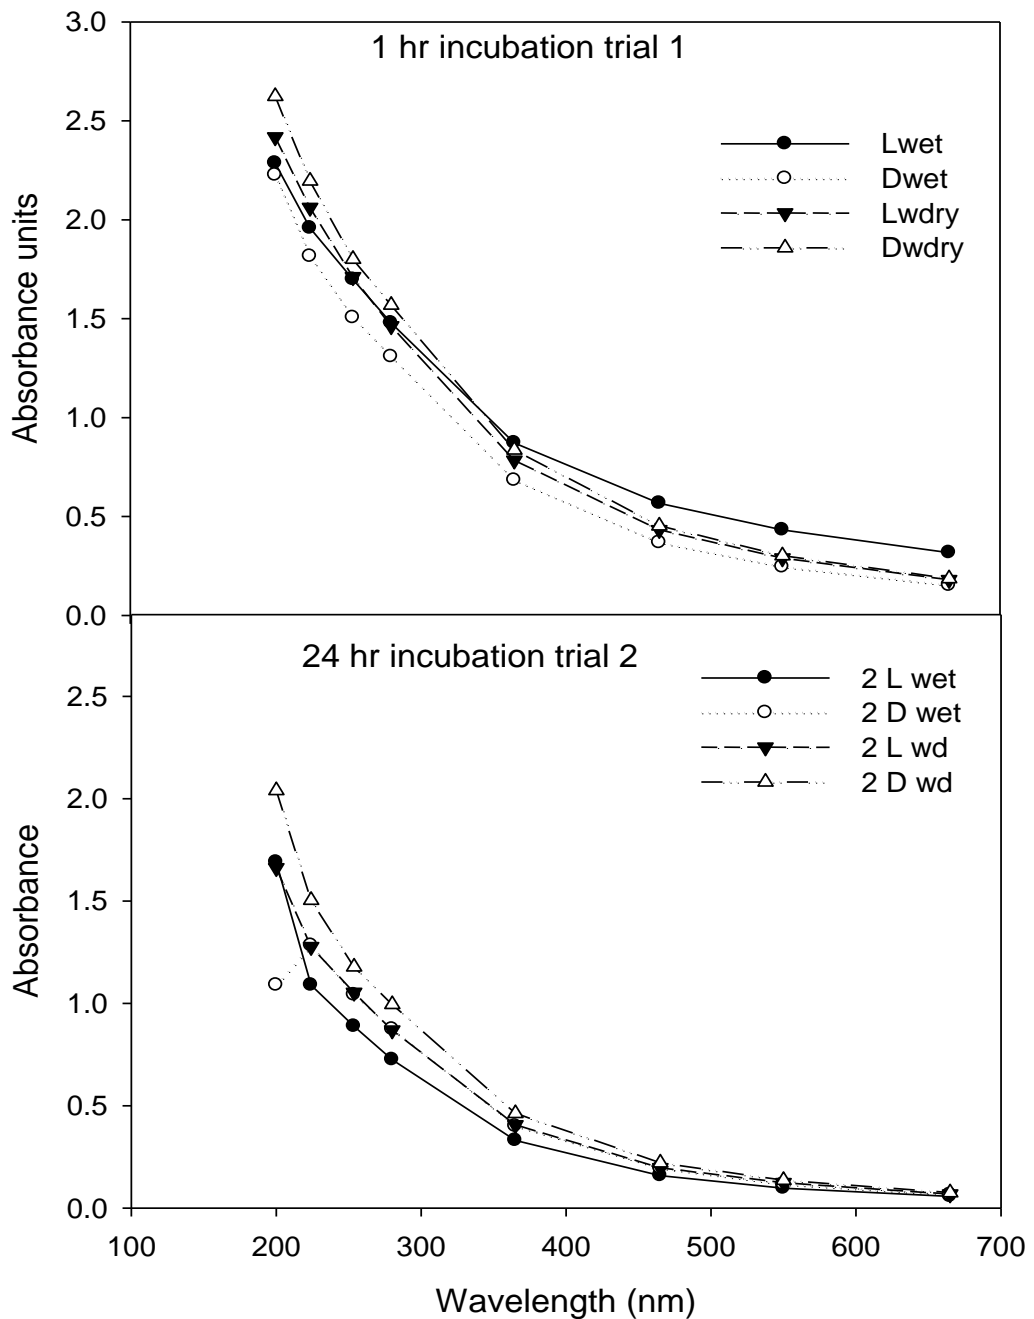 3.0
1 hr incubation trial 1
2.5
Lwet
Dwet
2.0
Lwdry
Dwdry
Absorbance units
1.5
1.0
0.5
0.0
24 hr incubation trial 2
2 L wet
2.5
2 D wet
2 L wd
2 D wd
2.0
Absorbance
1.5
1.0
0.5
0.0
100 200 300 400 500 600 700
Wavelength (nm)